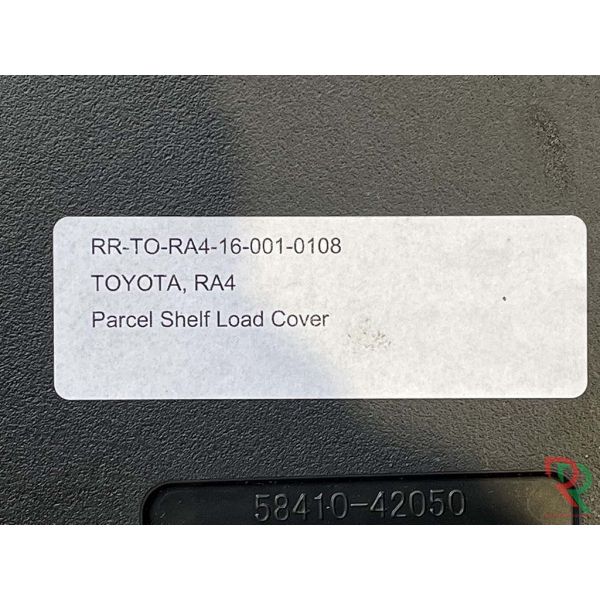 RR-TO-RA4-16-001-0108
TOYOTA, RA4
Parcel Shelf Load Cover
58410-42050